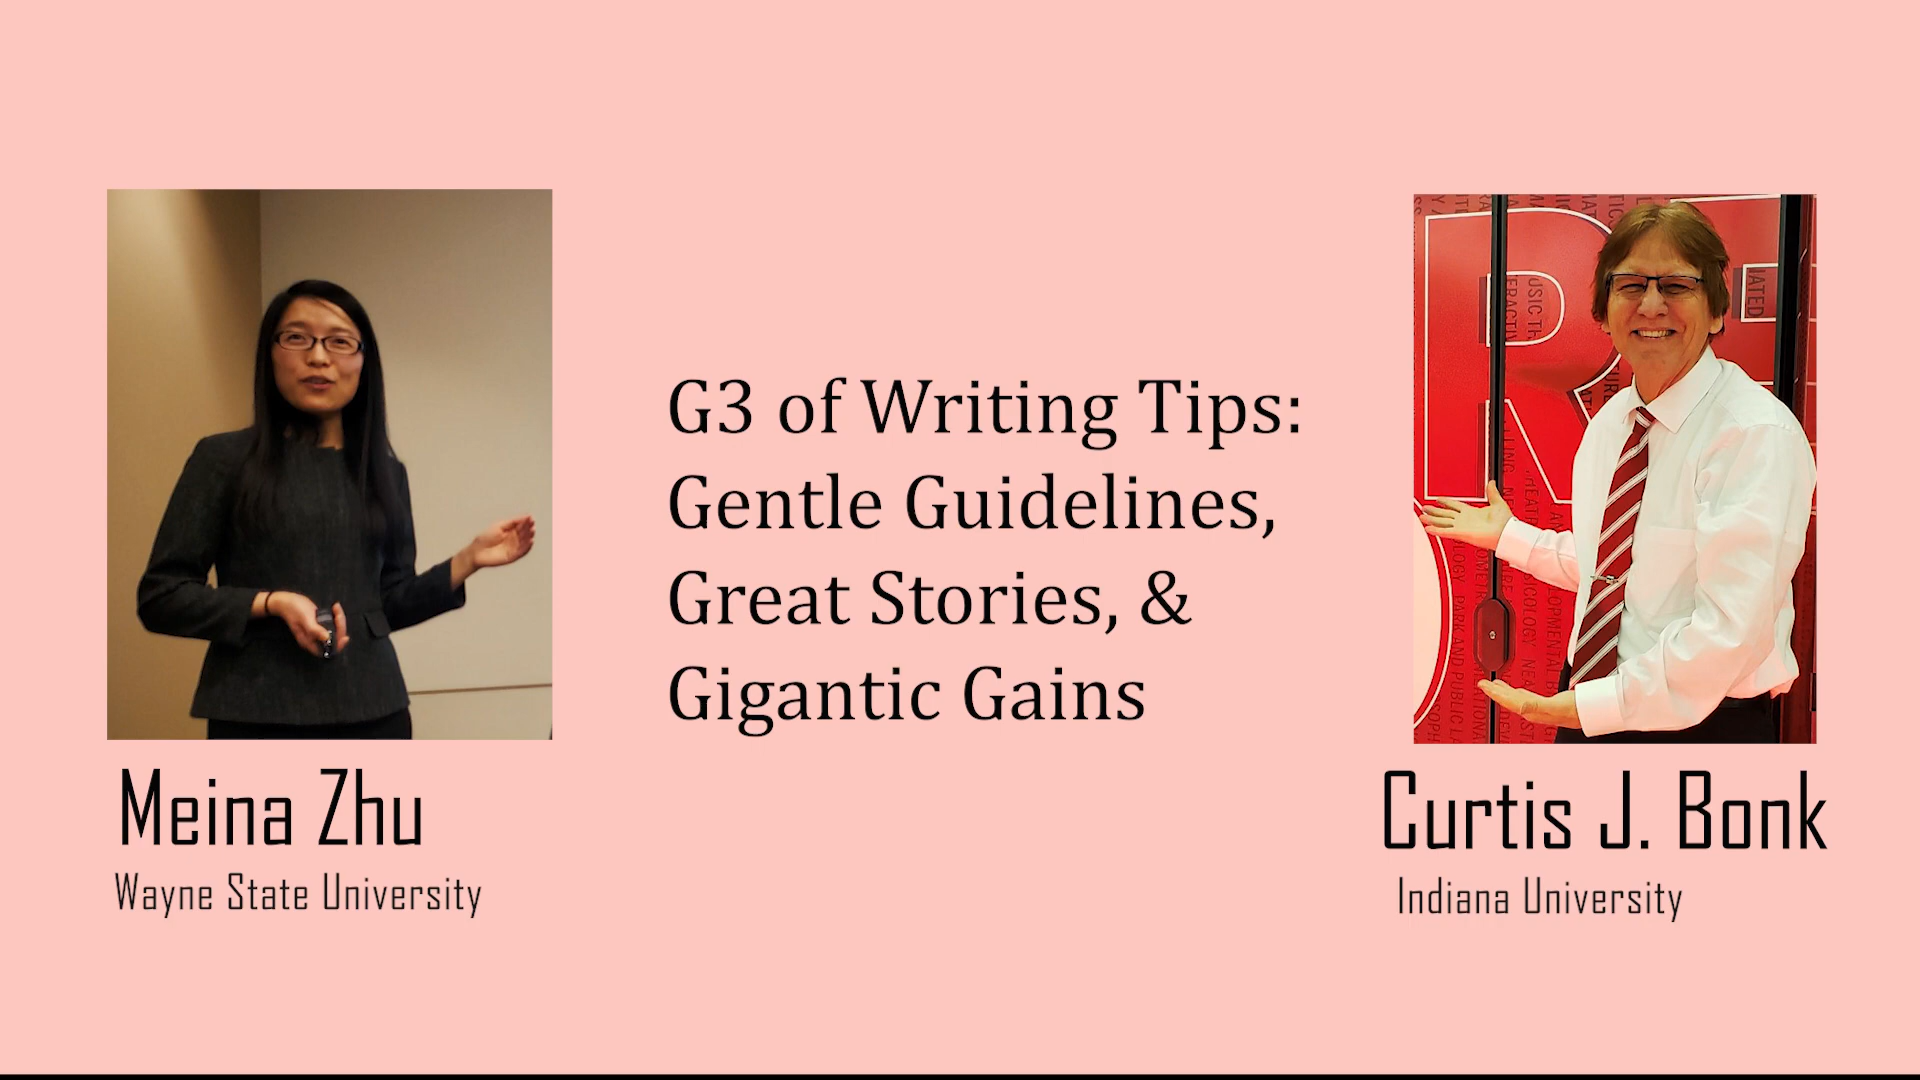 G3 of Writing Tips:
Gentle Guidelines,
Great Stories, &
Gigantic Gains
Meina Zhu
Wayne State University
Curtis J. Bonk
Indiana University